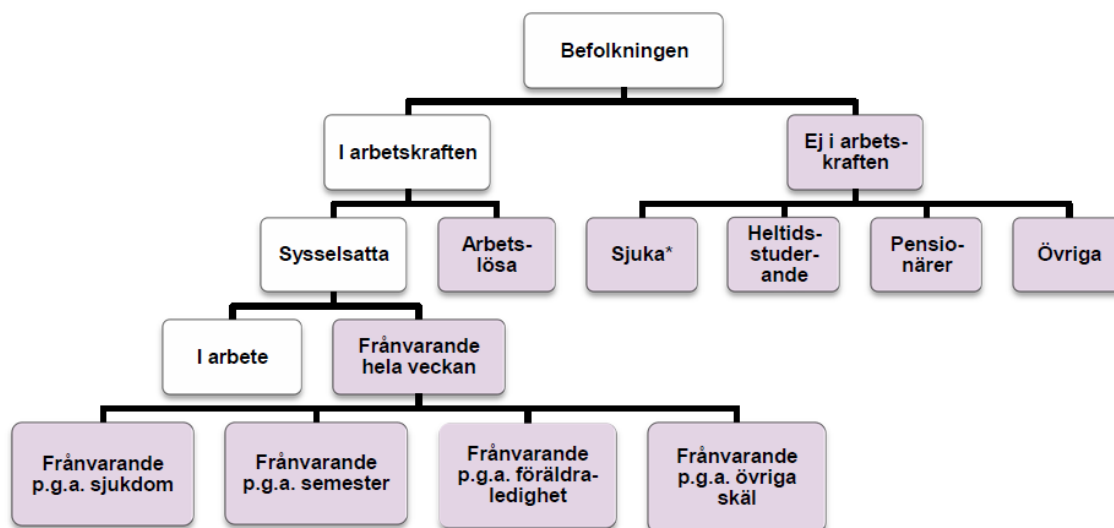 Befolkningen
I arbetskraften
Ej i arbets-
kraften
Sysselsatta
Arbets-
lösa
Sjuka*
Heltids-
studer-
ande
Pensio-
närer
Övriga
I arbete
Frånvarande
hela veckan
Frånvarande
p.g.a. sjukdom
Frånvarande
p.g.a. semester
Frånvarande
p.g.a. föräldra-
ledighet
Frånvarande
p.g.a. övriga
skäl